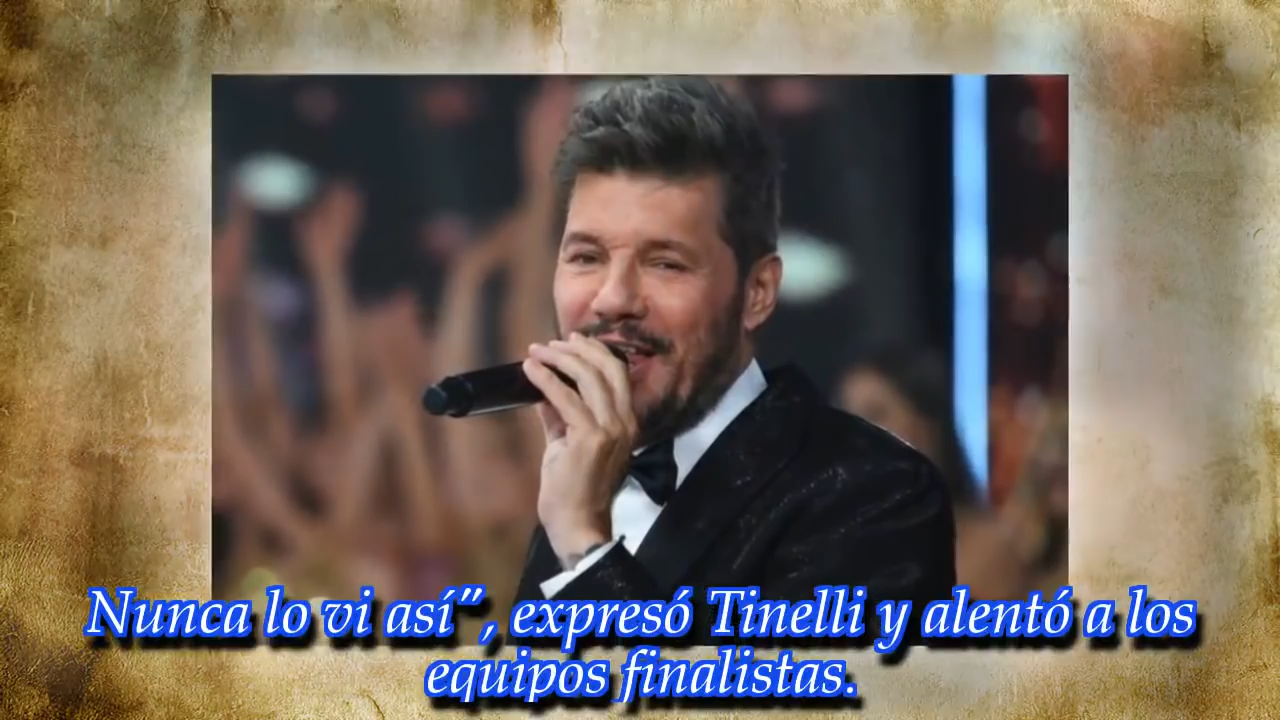 Nunca lo vi así”, expresó Tinelli y alentó a los
equipos finalistas.